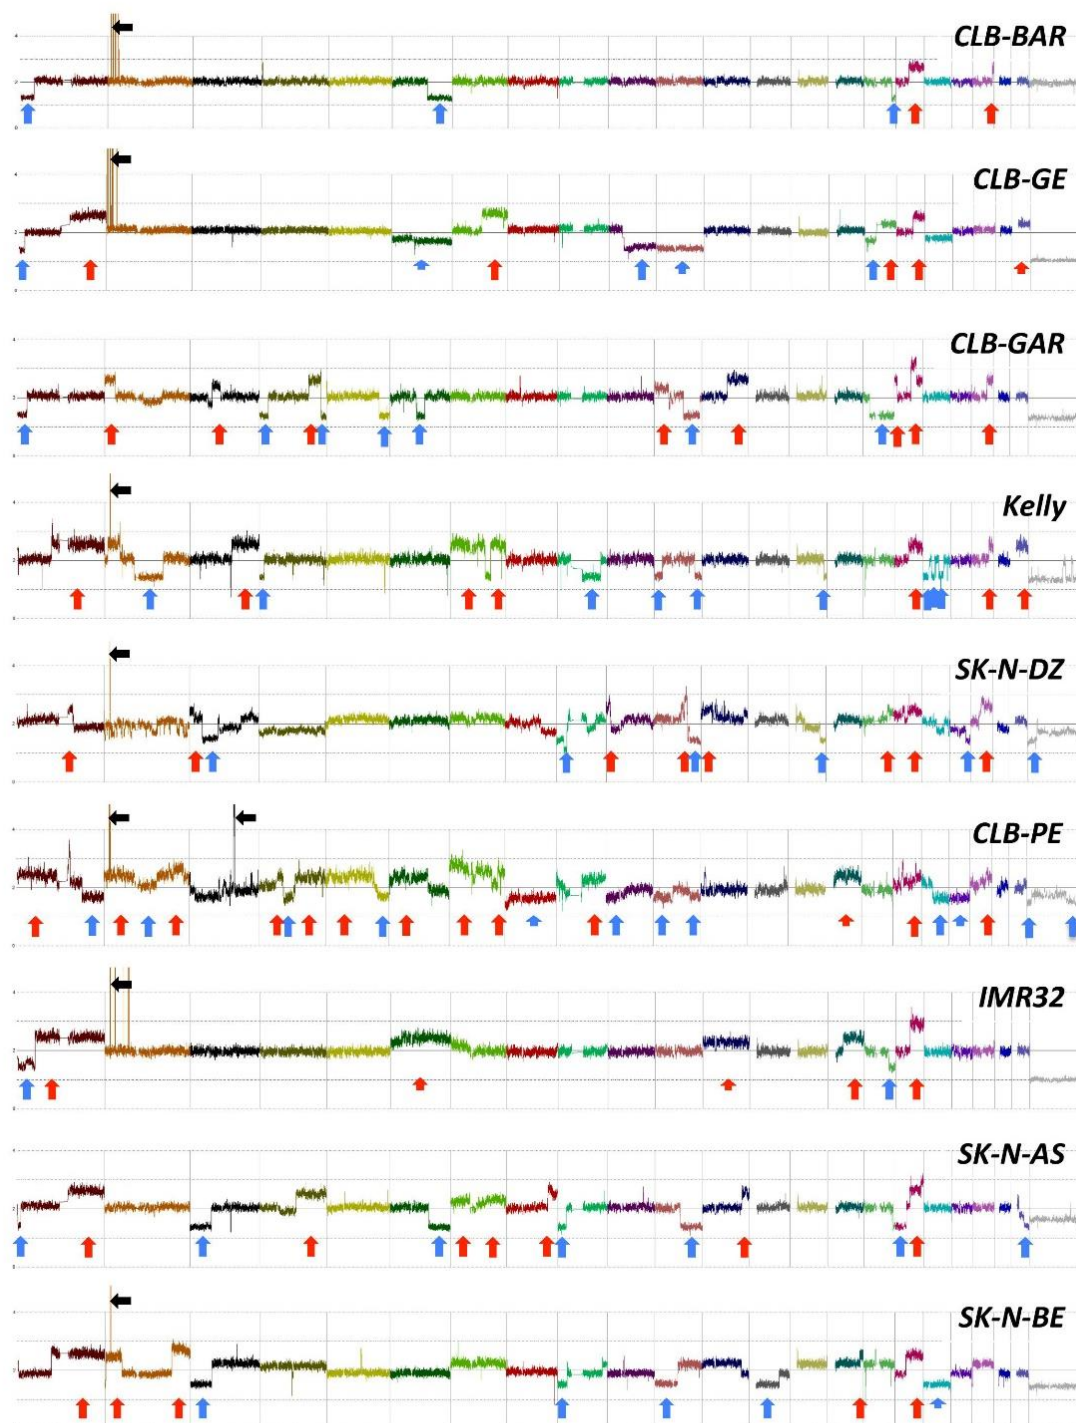 CLB-BAR
CLB-GE
CLB-GAR
Kelly
SK-N-DZ
CLB-PE
IMR32
SK-N-AS
SK-N-BE